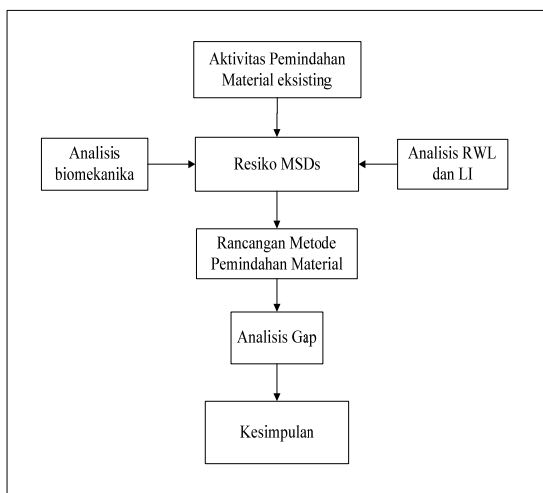 Aktivitas Pemindahan
Material eksisting
Analisis
biomekanika
Resiko MSDs
Analisis RWL
dan LI
Rancangan Metode
Pemindahan Material
Analisis Gap
Kesimpulan